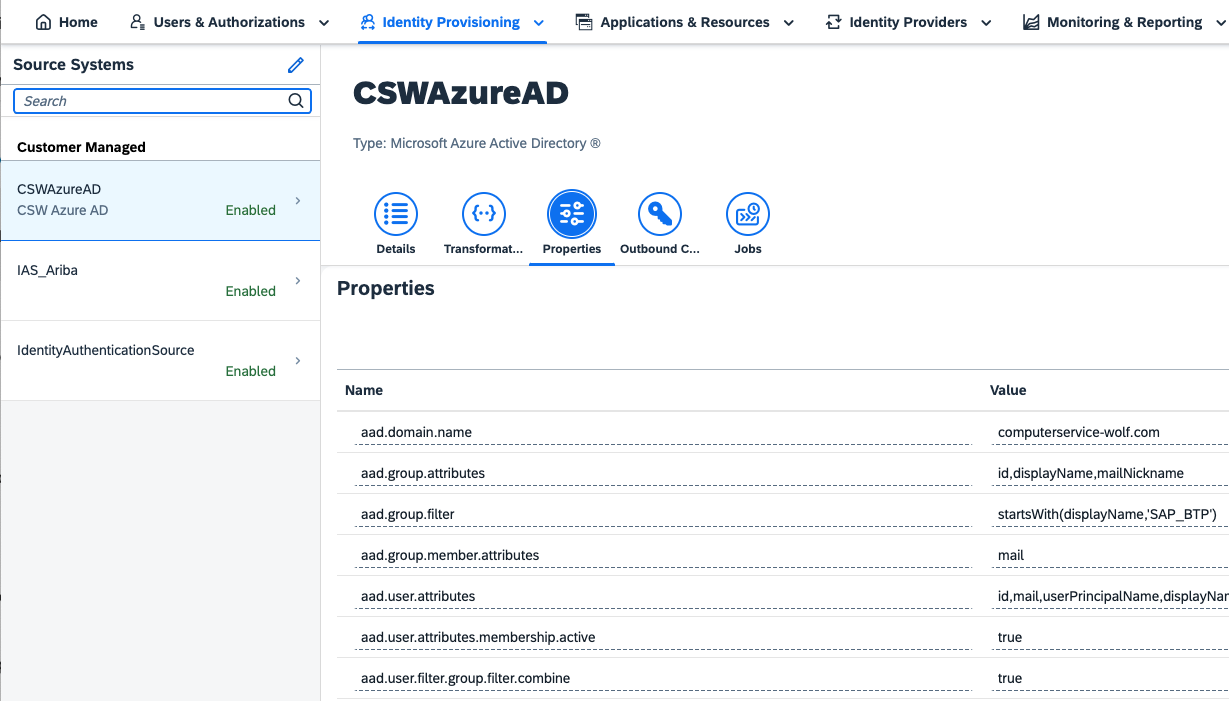 Home Users & Authorizations Identity Provisioning Applications & Resources Identity Providers Monitoring & Reporting
Source Systems
Search
Customer Managed
CSWAzureAD
CSW Azure AD Enabled
IAS_Ariba
Enabled
IdentityAuthenticationSource
Enabled
CSWAzureAD
Type: Microsoft Azure Active Directory ®
Details Transformat... Properties Outbound C... Jobs
Properties
Name Value
aad.domain.name computerservice-wolf.com
aad.group.attributes id,displayName,mailNickname
aad.group.filter startsWith(displayName,'SAP_BTP')
aad.group.member.attributes mail
aad.user.attributes id,mail,userPrincipalName,displayNam
aad.user.attributes.membership.active true
aad.user.filter.group.filter.combine true